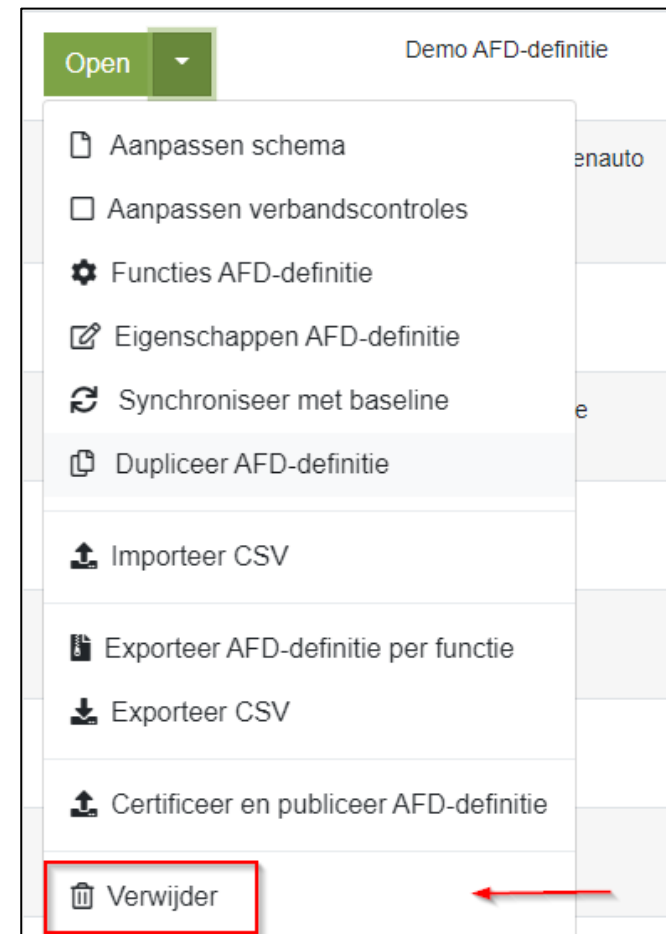 Open
Demo AFD-definitie
Aanpassen schema
enauto
Aanpassen verbandscontroles
Functies AFD-definitie
Eigenschappen AFD-definitie
Synchroniseer met baseline
e
Dupliceer AFD-definitie
Importeer CSV
Exporteer AFD-definitie per functie
Exporteer CSV
Certificeer en publiceer AFD-definitie
Verwijder